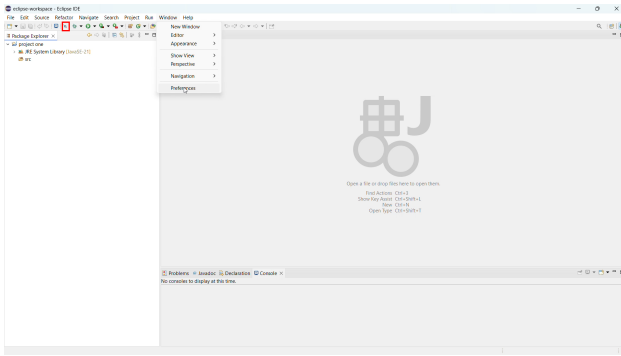 eclipse-workspace - Eclipse IDE
File Edit Source Refactor Navigate Search Project Run Window Help
Package Explorer
project one
JRE System Library [JavaSE-21]
src
New Window
Editor
Appearance
Show View
Perspective
Navigation
Preferences
Open a file or drop files here to open them.
Find Actions Ctrl+3
Show Key Assist Ctrl+Shift+L
New Ctrl+N
Open Type Ctrl+Shift+T
Problems Javadoc Declaration Console
No consoles to display at this time.